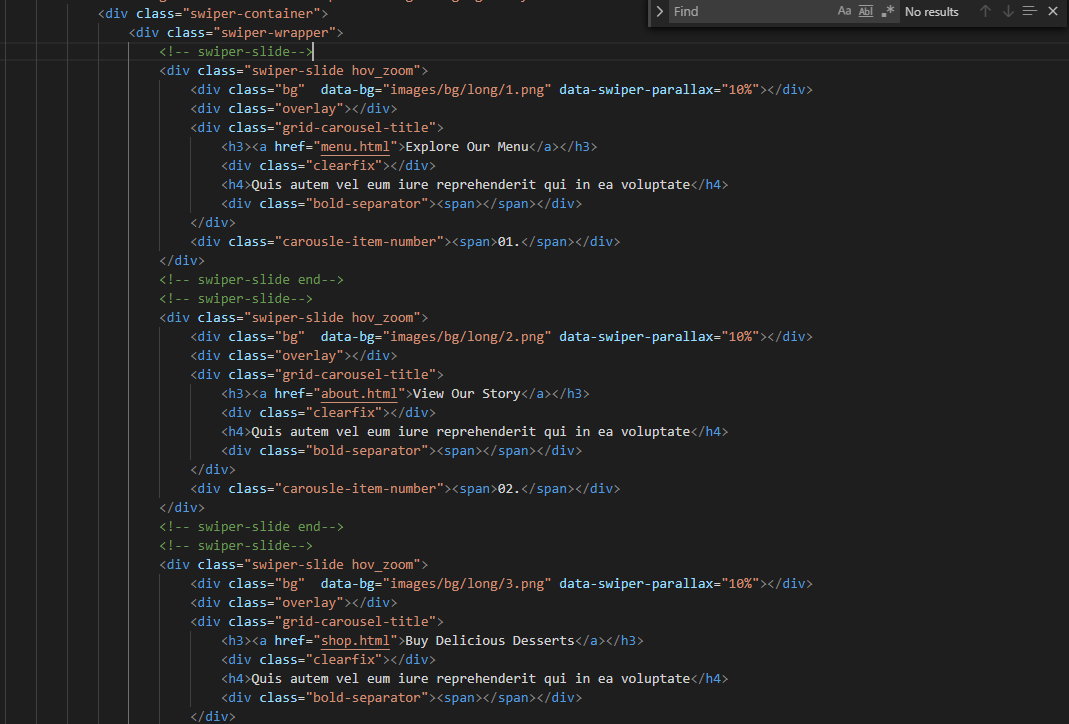 <div class="swiper-container">
<div class="swiper-wrapper">
<!-- swiper-slide-->
<div class="swiper-slide hov_zoom">
<div class="bg"  data-bg="images/bg/long/1.png" data-swiper-parallax="10%"></div>
<div class="overlay"></div>
<div class="grid-carousel-title">
<h3><a href="menu.html">Explore Our Menu</a></h3>
<div class="clearfix"></div>
<h4>Quis autem vel eum iure reprehenderit qui in ea voluptate</h4>
<div class="bold-separator"><span></span></div>
</div>
<div class="carousle-item-number"><span>01.</span></div>
</div>
<!-- swiper-slide end-->
<!-- swiper-slide-->
<div class="swiper-slide hov_zoom">
<div class="bg"  data-bg="images/bg/long/2.png" data-swiper-parallax="10%"></div>
<div class="overlay"></div>
<div class="grid-carousel-title">
<h3><a href="about.html">View Our Story</a></h3>
<div class="clearfix"></div>
<h4>Quis autem vel eum iure reprehenderit qui in ea voluptate</h4>
<div class="bold-separator"><span></span></div>
</div>
<div class="carousle-item-number"><span>02.</span></div>
</div>
<!-- swiper-slide end-->
<!-- swiper-slide-->
<div class="swiper-slide hov_zoom">
<div class="bg"  data-bg="images/bg/long/3.png" data-swiper-parallax="10%"></div>
<div class="overlay"></div>
<div class="grid-carousel-title">
<h3><a href="shop.html">Buy Delicious Desserts</a></h3>
<div class="clearfix"></div>
<h4>Quis autem vel eum iure reprehenderit qui in ea voluptate</h4>
<div class="bold-separator"><span></span></div>
</div>
Find Aa Abl .* No results